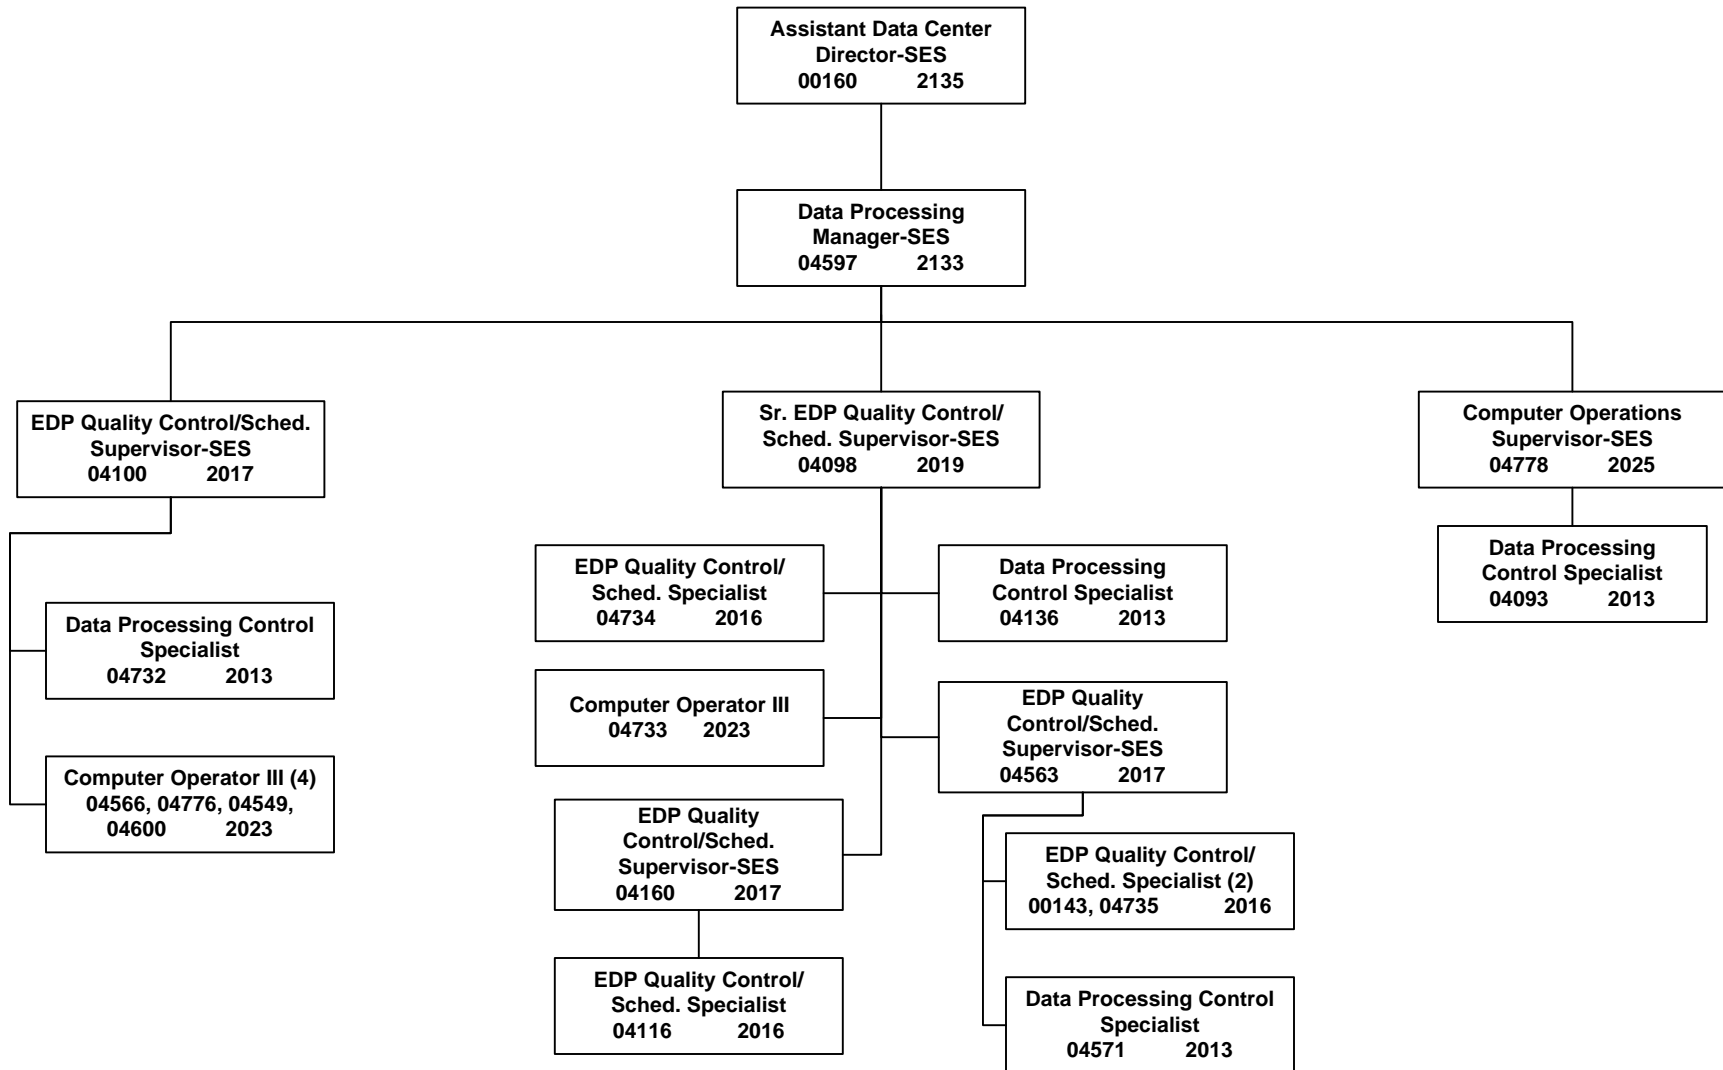 Assistant Data Center
Director-SES
00160 2135
Data Processing
Manager-SES
04597 2133
EDP Quality Control/Sched.
Supervisor-SES
04100 2017
Sr. EDP Quality Control/
Sched. Supervisor-SES
04098 2019
Computer Operations
Supervisor-SES
04778 2025
Data Processing Control
Specialist
04732 2013
Computer Operator III (4)
04566, 04776, 04549,
04600 2023
EDP Quality Control/
Sched. Specialist
04734 2016
Data Processing
Control Specialist
04136 2013
Computer Operator III
04733 2023
EDP Quality
Control/Sched.
Supervisor-SES
04563 2017
EDP Quality
Control/Sched.
Supervisor-SES
04160 2017
EDP Quality Control/
Sched. Specialist
04116 2016
EDP Quality Control/
Sched. Specialist (2)
00143, 04735 2016
Data Processing Control
Specialist
04571 2013
Data Processing
Control Specialist
04093 2013